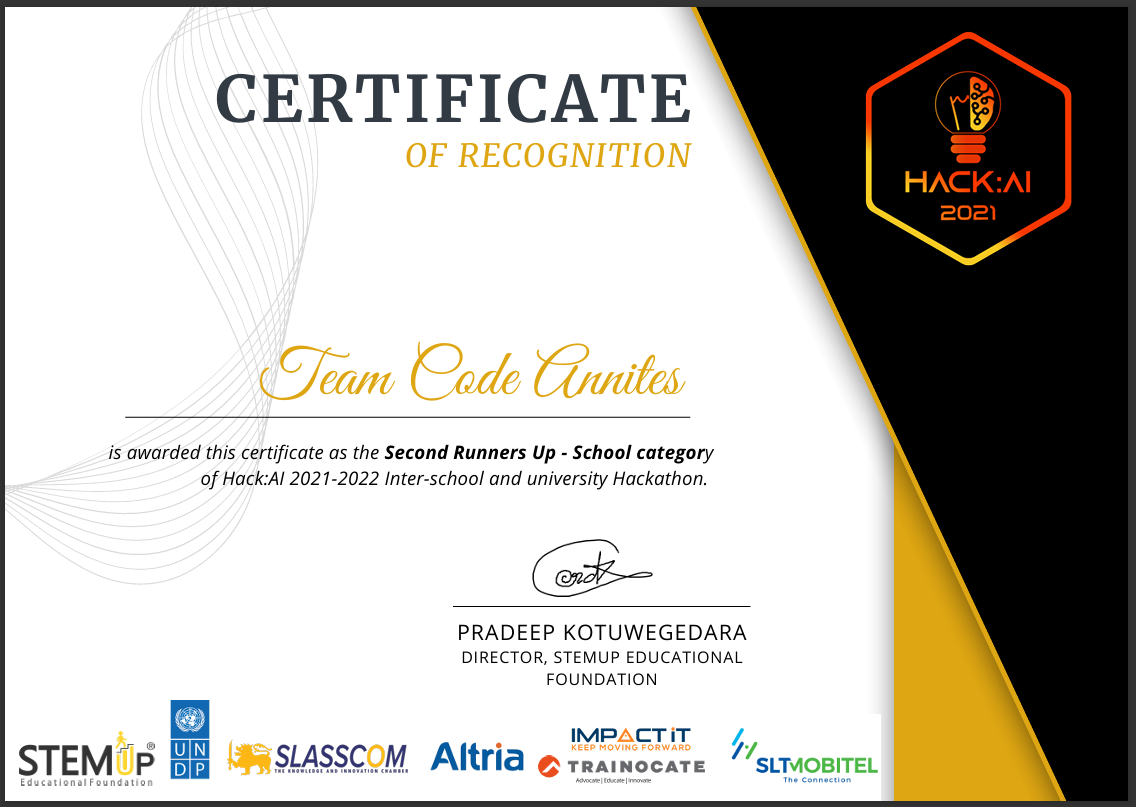 CERTIFICATE
OF RECOGNITION
HACK:AI
2021
Team Code Annites
is awarded this certificate as the Second Runners Up - School category
of Hack:AI 2021-2022 Inter-school and university Hackathon.
PRADEEP KOTUWEGEDARA
DIRECTOR, STEMUP EDUCATIONAL
FOUNDATION
STEMUP®
Educational Foundation
UN
DP
SLASSCOM
THE KNOWLEDGE AND INNOVATION CHAMBER
Altria
IMPACT iT
KEEP MOVING FORWARD
TRAINOCATE
Advocate | Educate | Innovate
SLTMOBITEL
The Connection